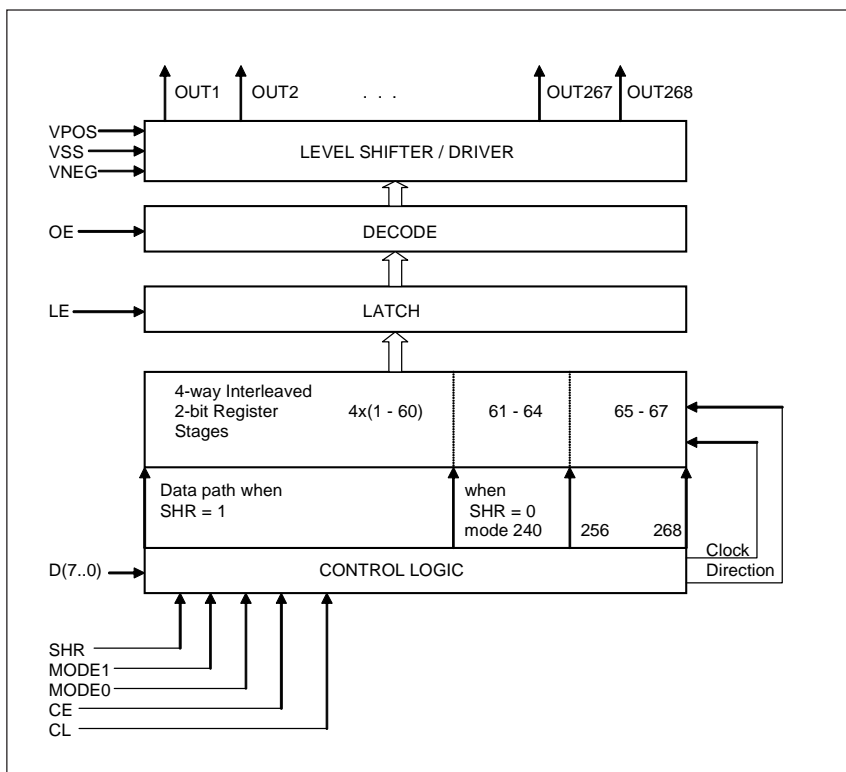 OUT1 OUT2 . . . OUT267 OUT268
VPOS
VSS
VNEG
LEVEL SHIFTER / DRIVER
OE
DECODE
LE
LATCH
4-way Interleaved
2-bit Register
Stages
4x(1 - 60)
61 - 64
65 - 67
Data path when
SHR = 1
when
SHR = 0
mode 240
256
268
Clock
Direction
D(7..0)
CONTROL LOGIC
SHR
MODE1
MODE0
CE
CL